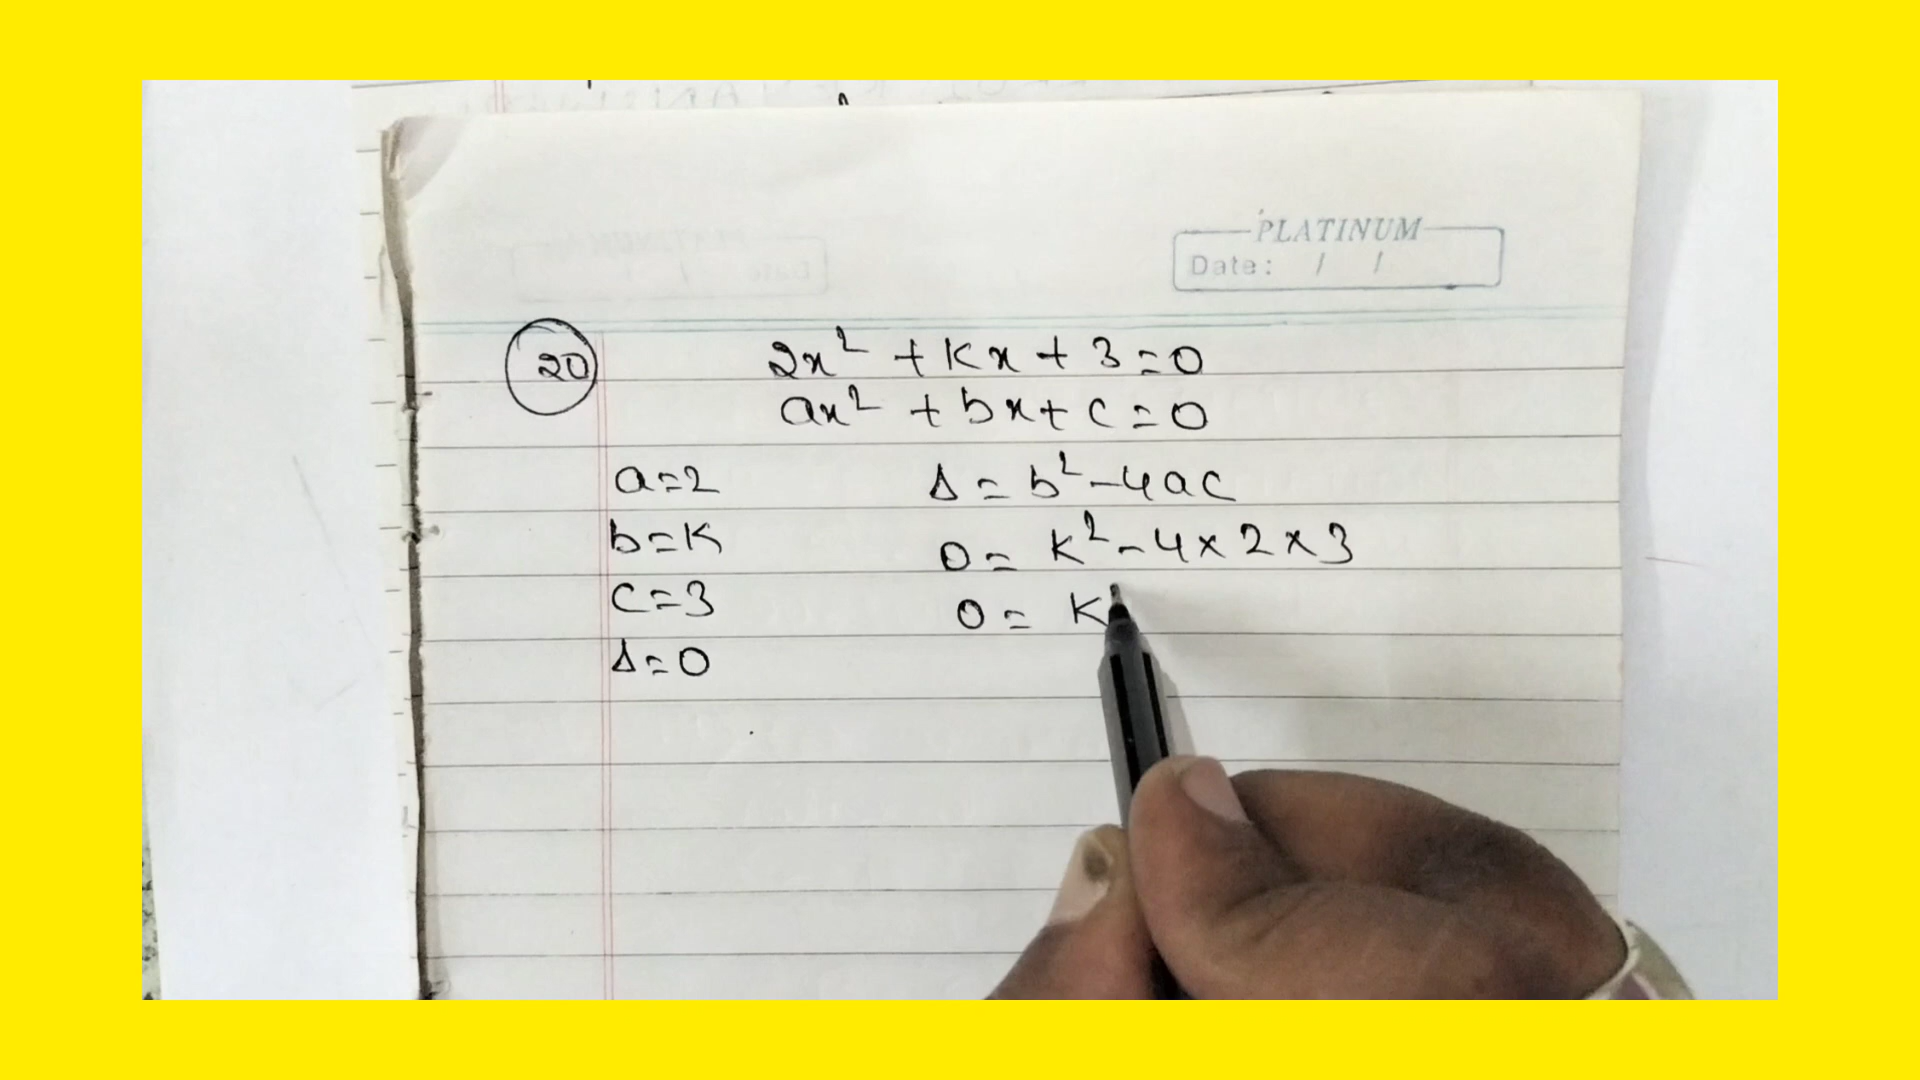 PLATINUM
Date: / /
20
2x² + Kx + 3 = 0
ax² + bx + c = 0
a = 2
Δ = b² - 4ac
b = K
0 = K² - 4 × 2 × 3
c = 3
0 = K
Δ = 0